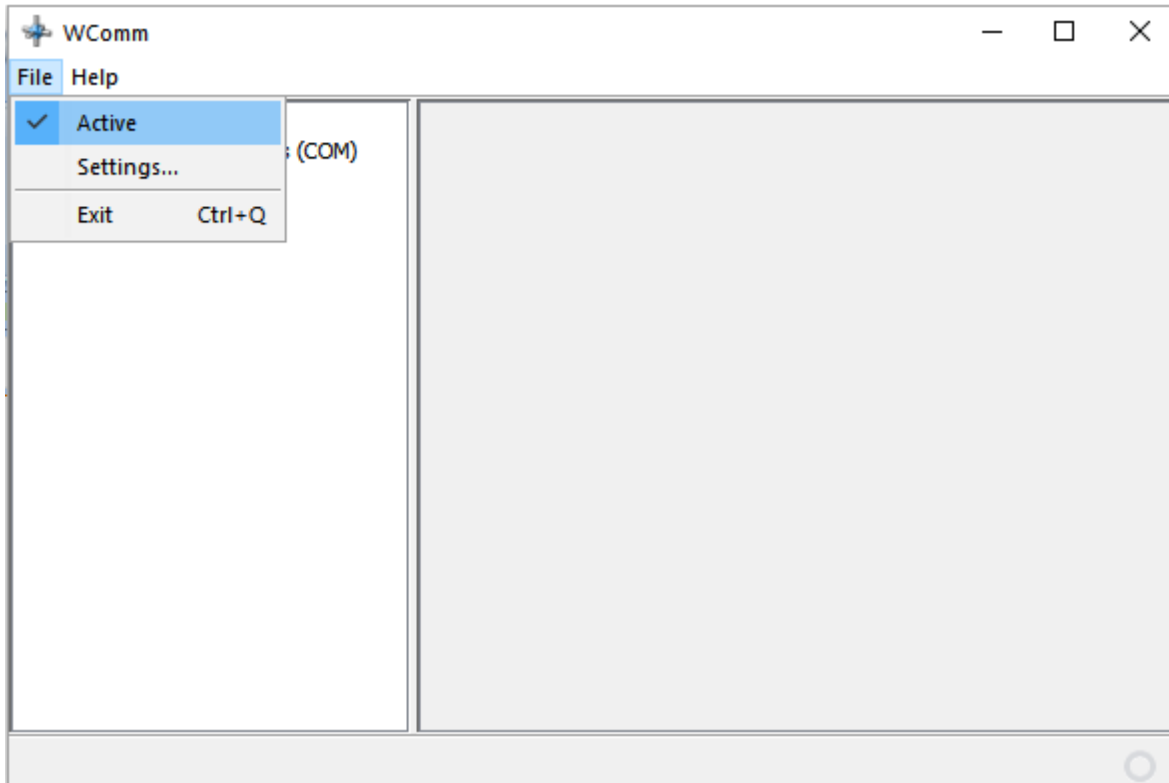 WComm
File Help
Active
(COM)
Settings...
Exit Ctrl+Q